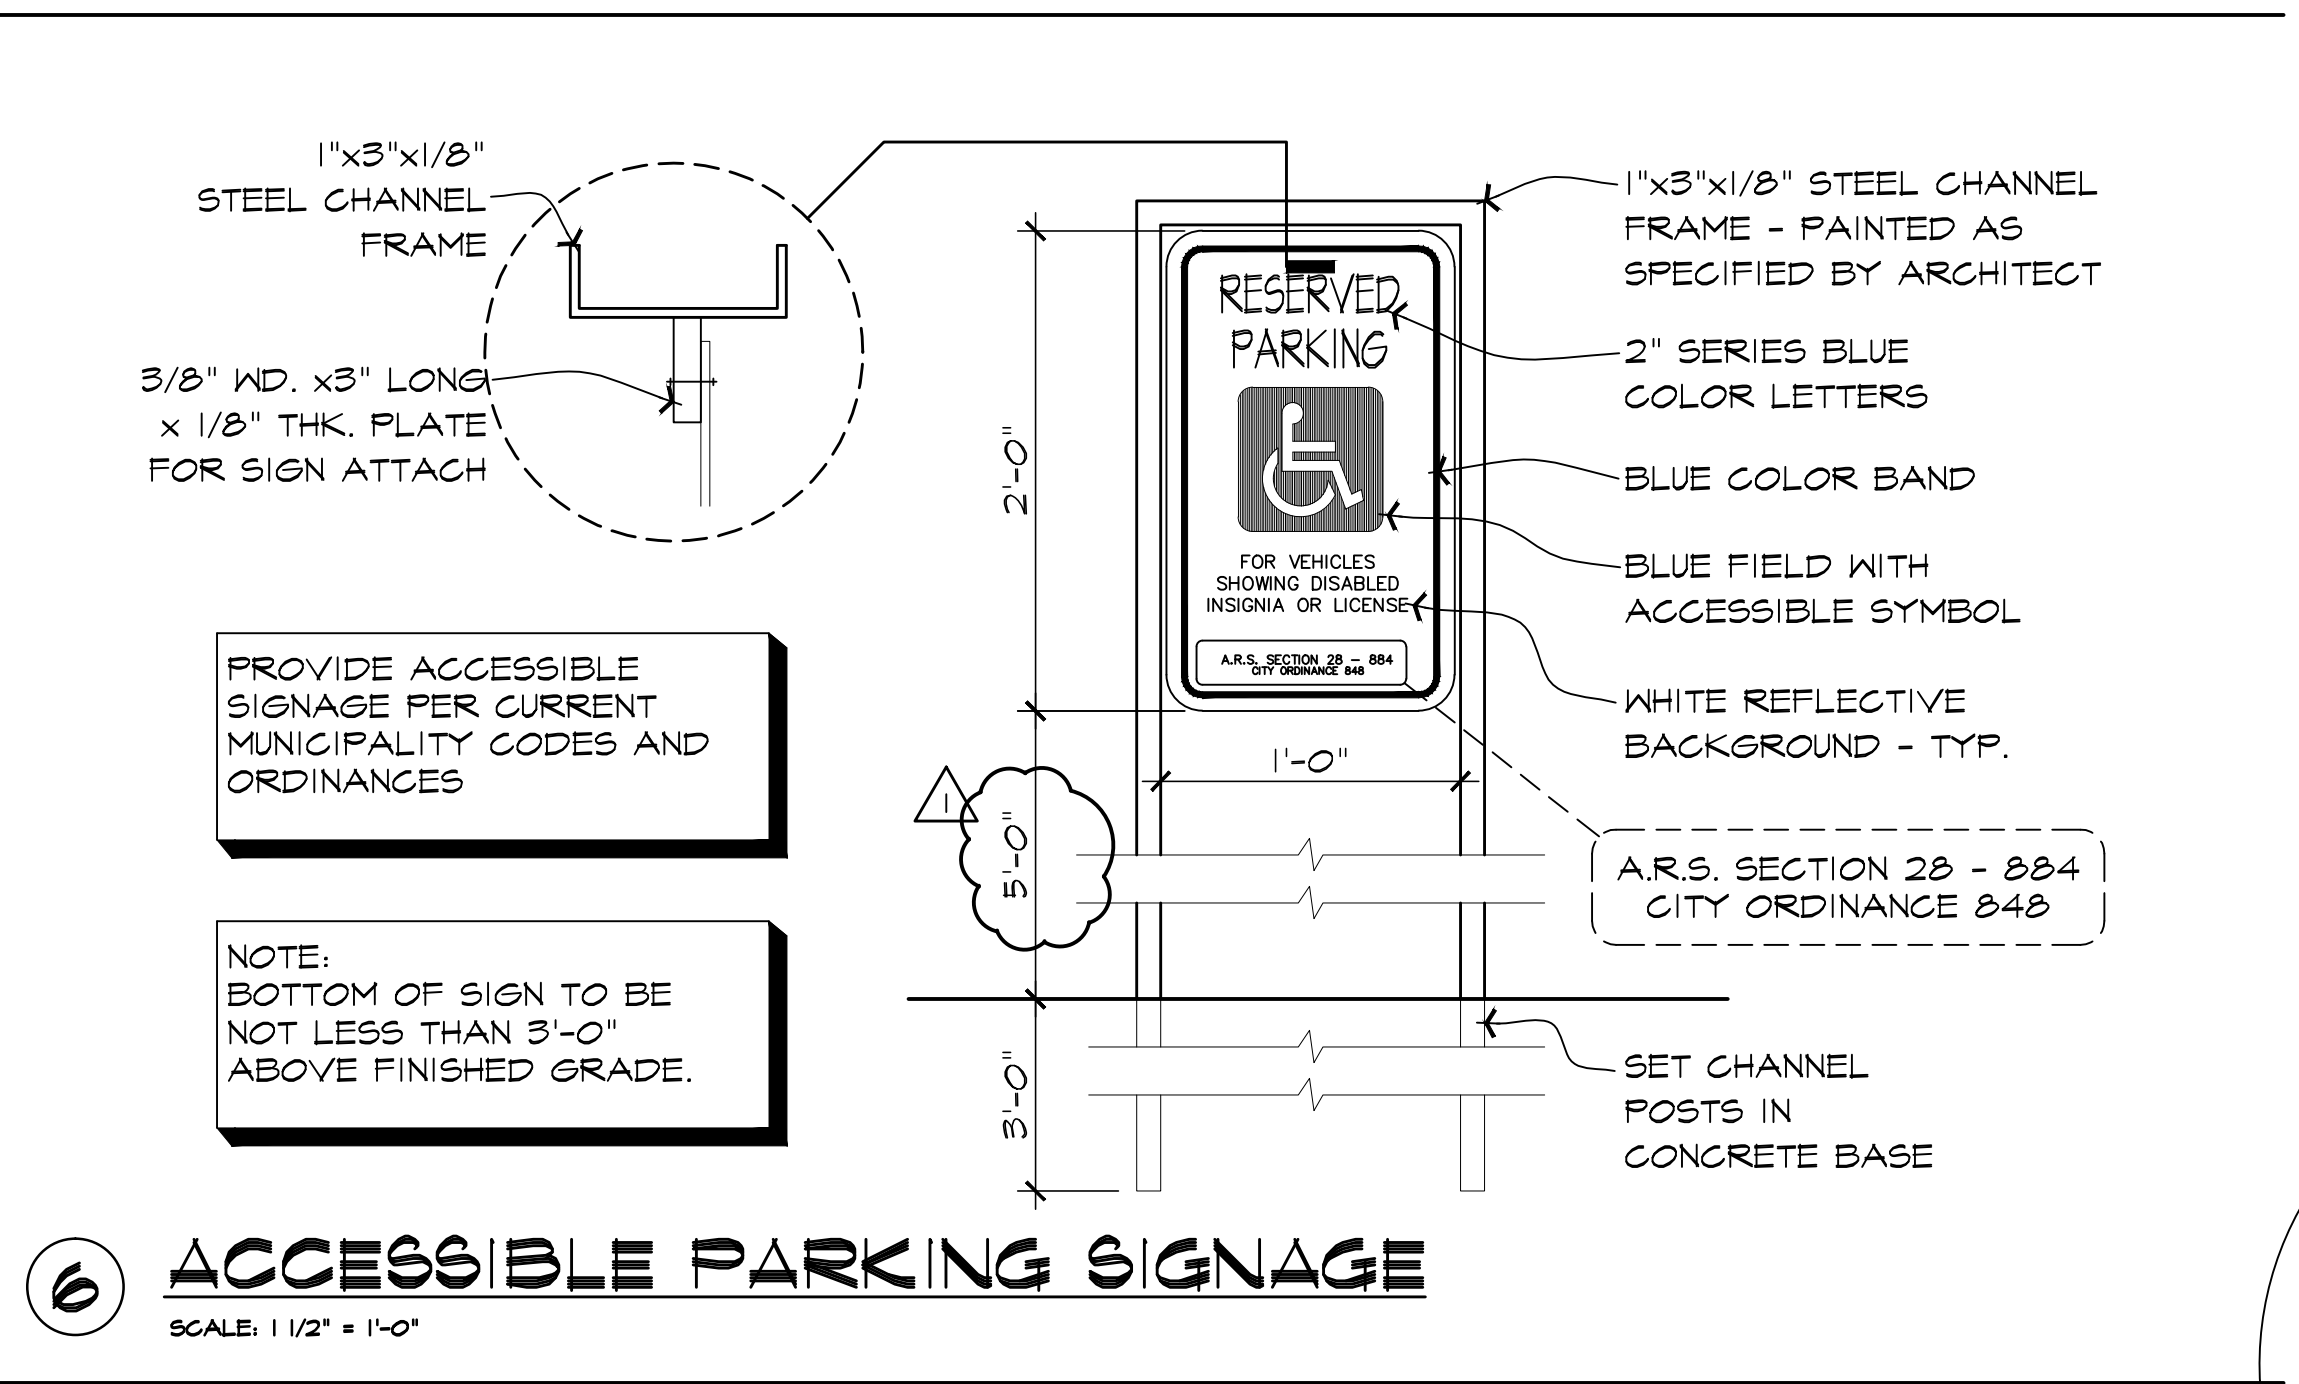 1"x3"x1/8"
STEEL CHANNEL
FRAME
3/8" WD. x3" LONG
x 1/8" THK. PLATE
FOR SIGN ATTACH
PROVIDE ACCESSIBLE
SIGNAGE PER CURRENT
MUNICIPALITY CODES AND
ORDINANCES
NOTE:
BOTTOM OF SIGN TO BE
NOT LESS THAN 3'-0"
ABOVE FINISHED GRADE.
2'-0"
1
5'-0"
3'-0"
RESERVED
PARKING
FOR VEHICLES
SHOWING DISABLED
INSIGNIA OR LICENSE
A.R.S. SECTION 28 - 884
CITY ORDINANCE 848
1'-0"
1"x3"x1/8" STEEL CHANNEL
FRAME - PAINTED AS
SPECIFIED BY ARCHITECT
2" SERIES BLUE
COLOR LETTERS
BLUE COLOR BAND
BLUE FIELD WITH
ACCESSIBLE SYMBOL
WHITE REFLECTIVE
BACKGROUND - TYP.
A.R.S. SECTION 28 - 884
CITY ORDINANCE 848
SET CHANNEL
POSTS IN
CONCRETE BASE
6 ACCESSIBLE PARKING SIGNAGE
SCALE: 1 1/2" = 1'-0"